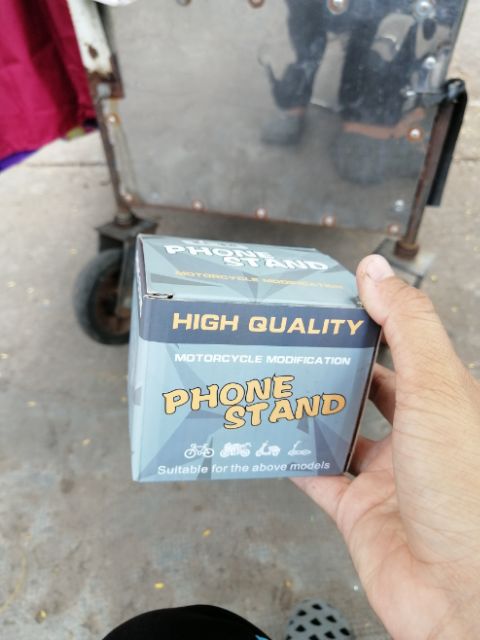 PHONE
STAND
MOTORCYCLE MODIFICATION
HIGH QUALITY
MOTORCYCLE MODIFICATION
PHONE
STAND
Suitable for the above models